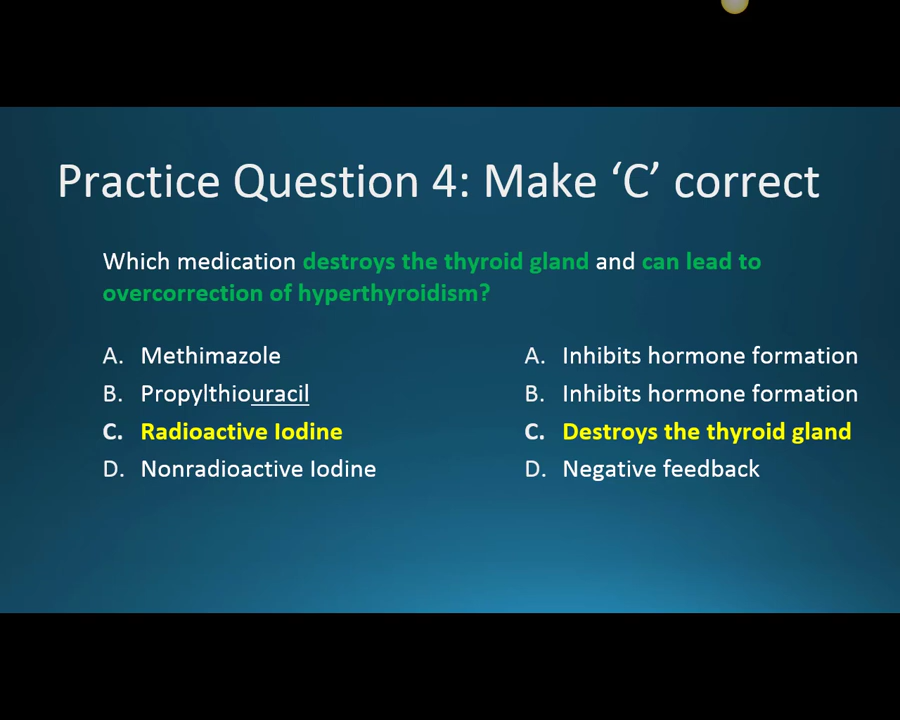 Practice Question 4: Make ‘C’ correct
Which medication destroys the thyroid gland and can lead to
overcorrection of hyperthyroidism?
A. Methimazole
B. Propylthiouracil
C. Radioactive Iodine
D. Nonradioactive Iodine
A. Inhibits hormone formation
B. Inhibits hormone formation
C. Destroys the thyroid gland
D. Negative feedback